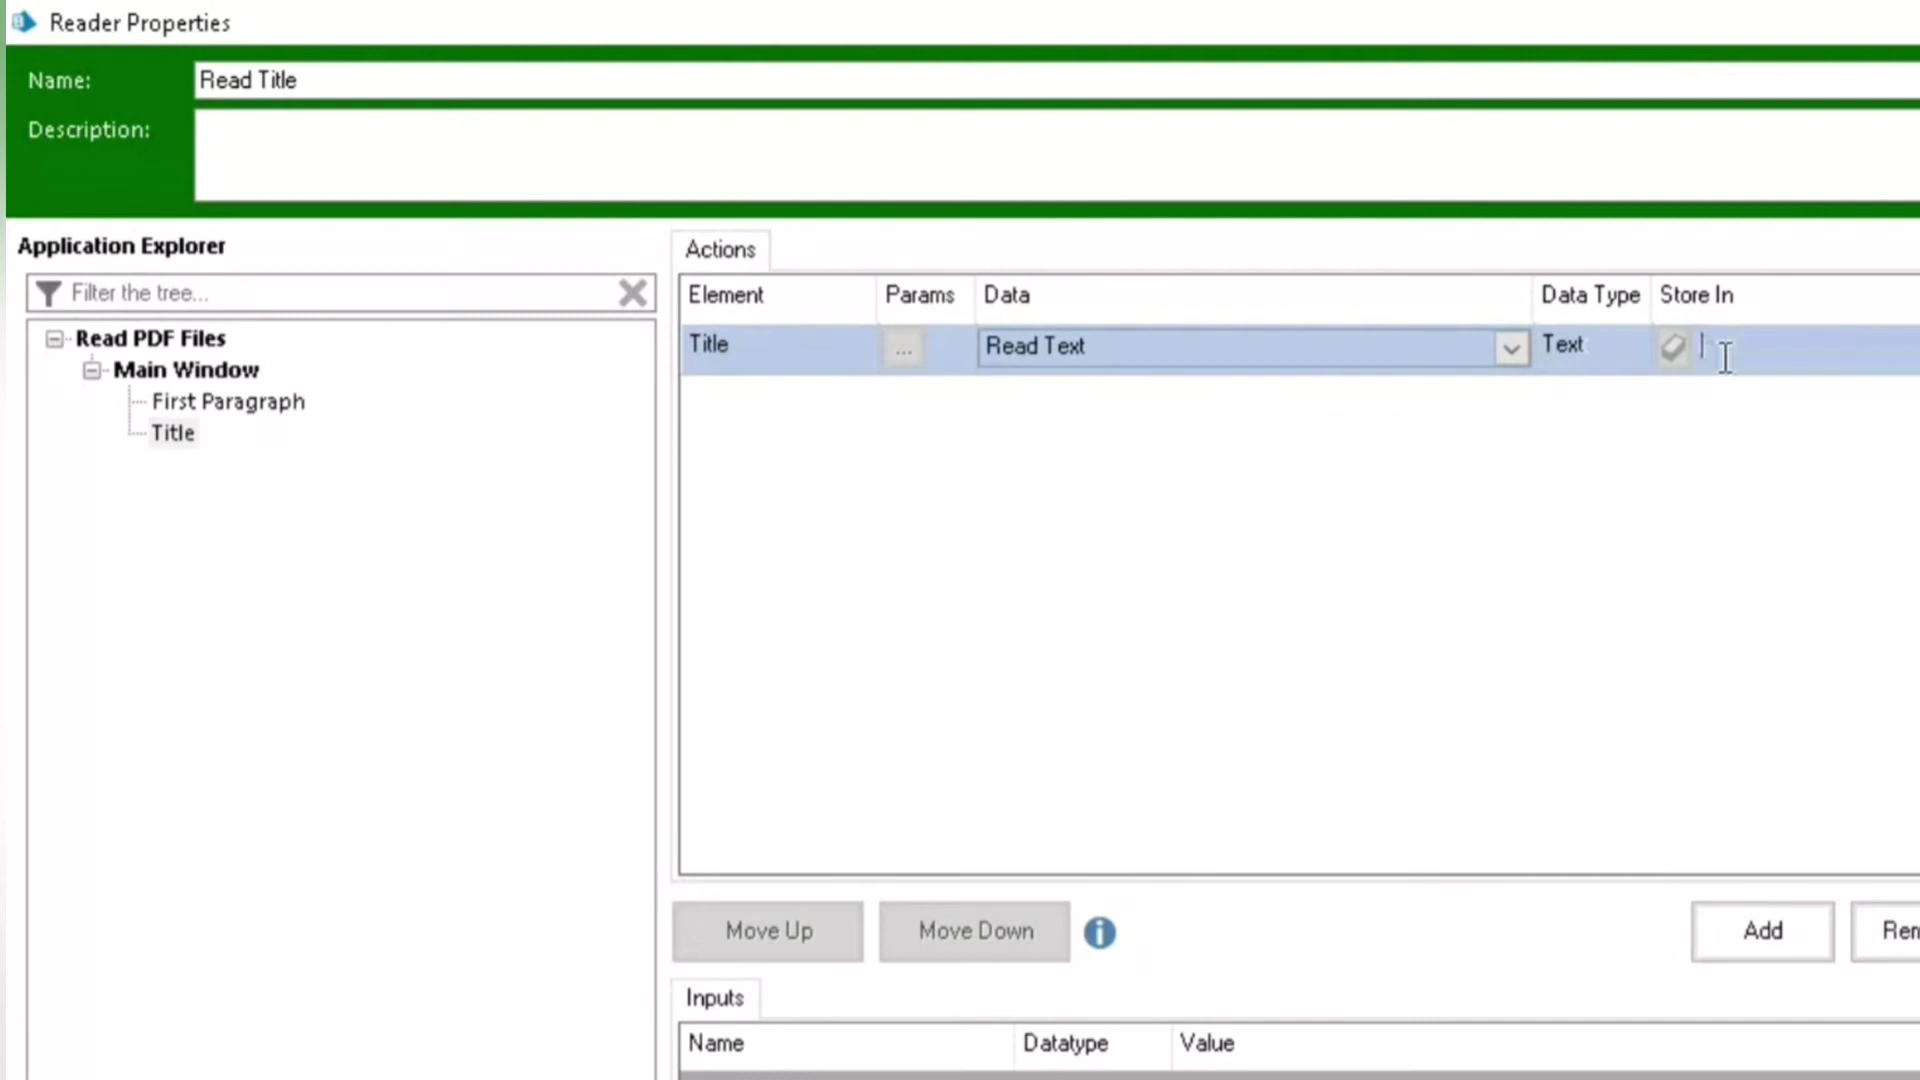 Reader Properties
Name:
Read Title
Description:
Application Explorer
Filter the tree...
Read PDF Files
Main Window
First Paragraph
Title
Actions
Element Params Data Data Type Store In
Title ... Read Text Text
Move Up Move Down Add Ren
Inputs
Name Datatype Value